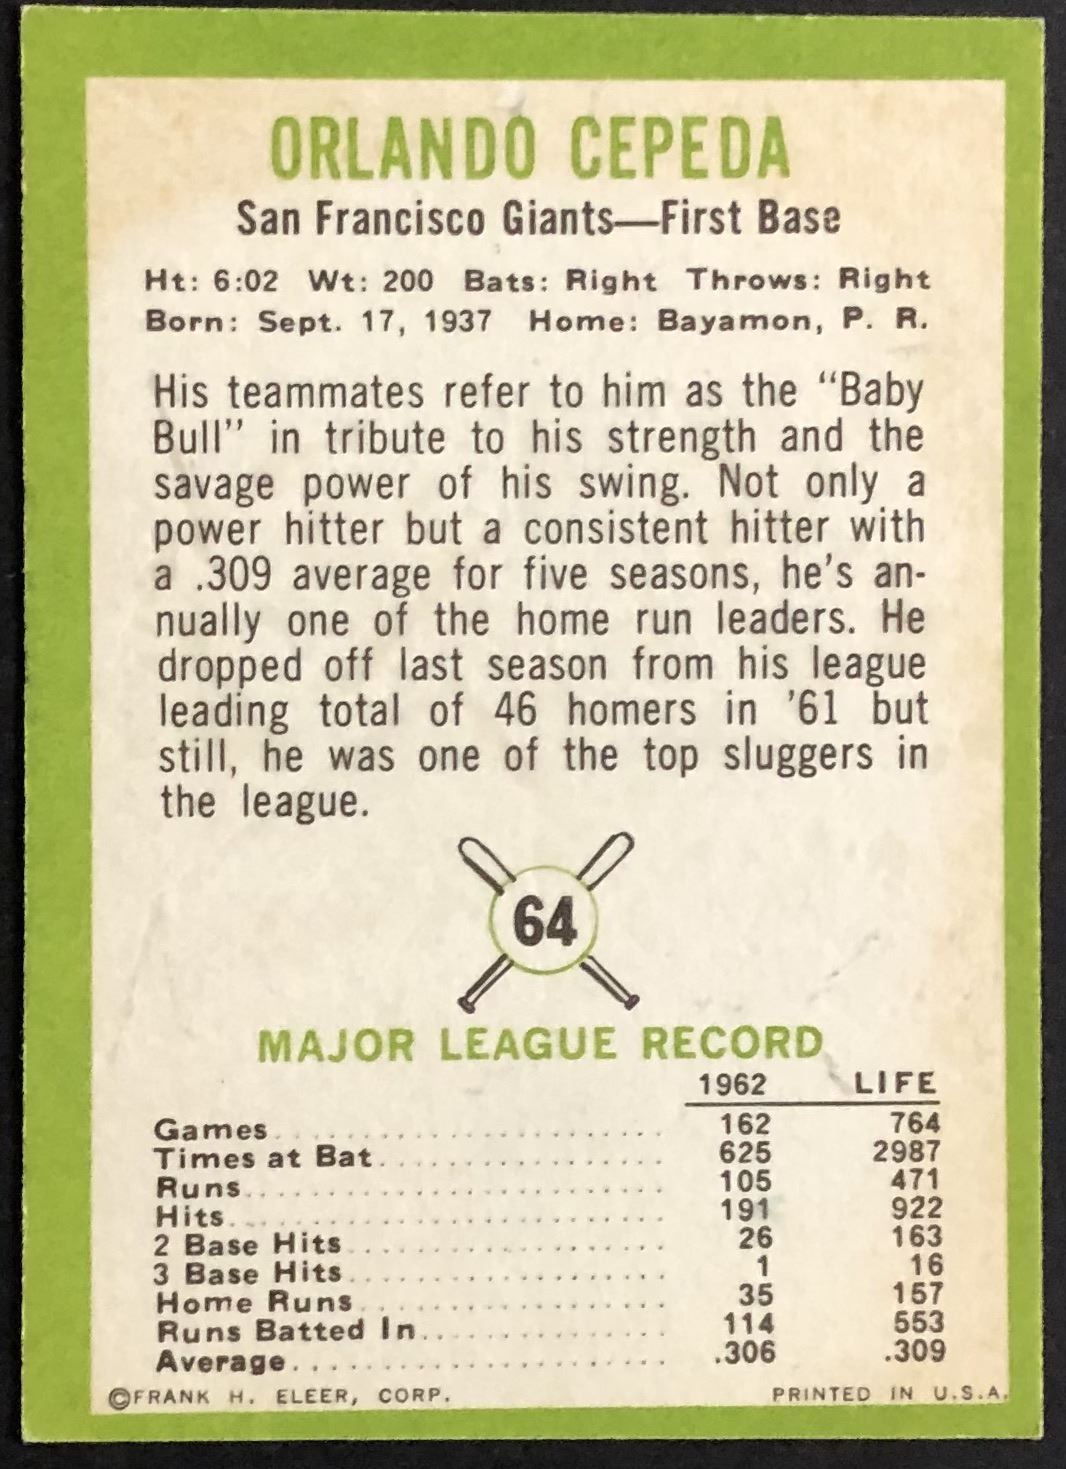 ORLANDO CEPEDA
San Francisco Giants—First Base
Ht: 6:02 Wt: 200 Bats: Right Throws: Right
Born: Sept. 17, 1937 Home: Bayamon, P. R.
His teammates refer to him as the “Baby
Bull” in tribute to his strength and the
savage power of his swing. Not only a
power hitter but a consistent hitter with
a .309 average for five seasons, he's an-
nually one of the home run leaders. He
dropped off last season from his league
leading total of 46 homers in '61 but
still, he was one of the top sluggers in
the league.
64
MAJOR LEAGUE RECORD
1962 LIFE
Games 162 764
Times at Bat 625 2987
Runs 105 471
Hits 191 922
2 Base Hits 26 163
3 Base Hits 1 16
Home Runs 35 157
Runs Batted In 114 553
Average .306 .309
©FRANK H. ELEER, CORP. PRINTED IN U.S.A.